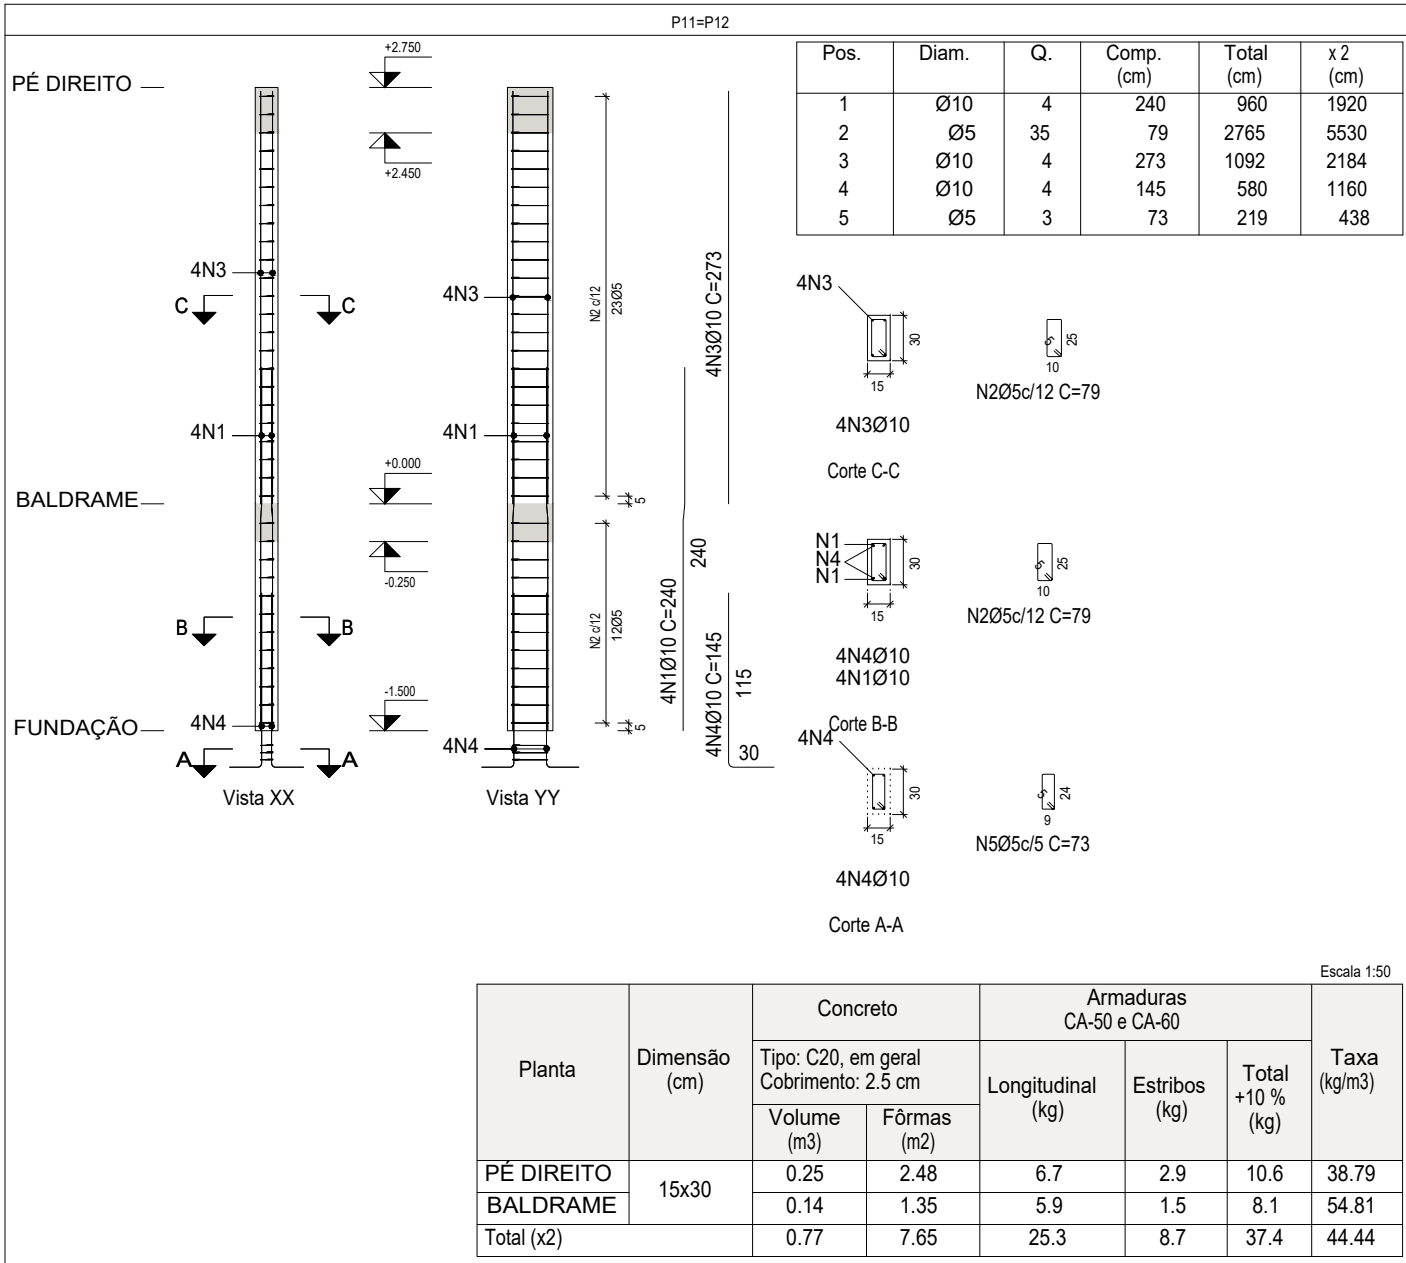 P11=P12
+2.750
PÉ DIREITO
+2.450
Pos. Diam. Q. Comp. (cm) Total (cm) x 2 (cm)
1 Ø10 4 240 960 1920
2 Ø5 35 79 2765 5530
3 Ø10 4 273 1092 2184
4 Ø10 4 145 580 1160
5 Ø5 3 73 219 438
4N3
C C
4N3
N2 c/12
23Ø5
4N3Ø10 C=273
4N1
4N1
+0.000
BALDRAME
5
-0.250
B B
N2 c/12
12Ø5
240
4N1Ø10 C=240
4N4Ø10 C=145
115
-1.500
FUNDAÇÃO
4N4
5
4N4
30
A A
Vista XX
Vista YY
4N3
30
15
25
5
10
N2Ø5c/12 C=79
4N3Ø10
Corte C-C
N1
N4
N1
30
15
25
5
10
N2Ø5c/12 C=79
4N4Ø10
4N1Ø10
Corte B-B
4N4
30
15
24
5
9
N5Ø5c/5 C=73
4N4Ø10
Corte A-A
Escala 1:50
Planta
Dimensão
(cm)
Concreto
Tipo: C20, em geral
Cobrimento: 2.5 cm
Volume
(m3)
Fôrmas
(m2)
Armaduras
CA-50 e CA-60
Longitudinal
(kg)
Estribos
(kg)
Total
+10 %
(kg)
Taxa
(kg/m3)
PÉ DIREITO 15x30 0.25 2.48 6.7 2.9 10.6 38.79
BALDRAME 0.14 1.35 5.9 1.5 8.1 54.81
Total (x2) 0.77 7.65 25.3 8.7 37.4 44.44